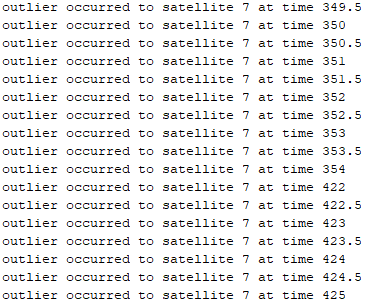 outlier occurred to satellite 7 at time 349.5
outlier occurred to satellite 7 at time 350
outlier occurred to satellite 7 at time 350.5
outlier occurred to satellite 7 at time 351
outlier occurred to satellite 7 at time 351.5
outlier occurred to satellite 7 at time 352
outlier occurred to satellite 7 at time 352.5
outlier occurred to satellite 7 at time 353
outlier occurred to satellite 7 at time 353.5
outlier occurred to satellite 7 at time 354
outlier occurred to satellite 7 at time 422
outlier occurred to satellite 7 at time 422.5
outlier occurred to satellite 7 at time 423
outlier occurred to satellite 7 at time 423.5
outlier occurred to satellite 7 at time 424
outlier occurred to satellite 7 at time 424.5
outlier occurred to satellite 7 at time 425